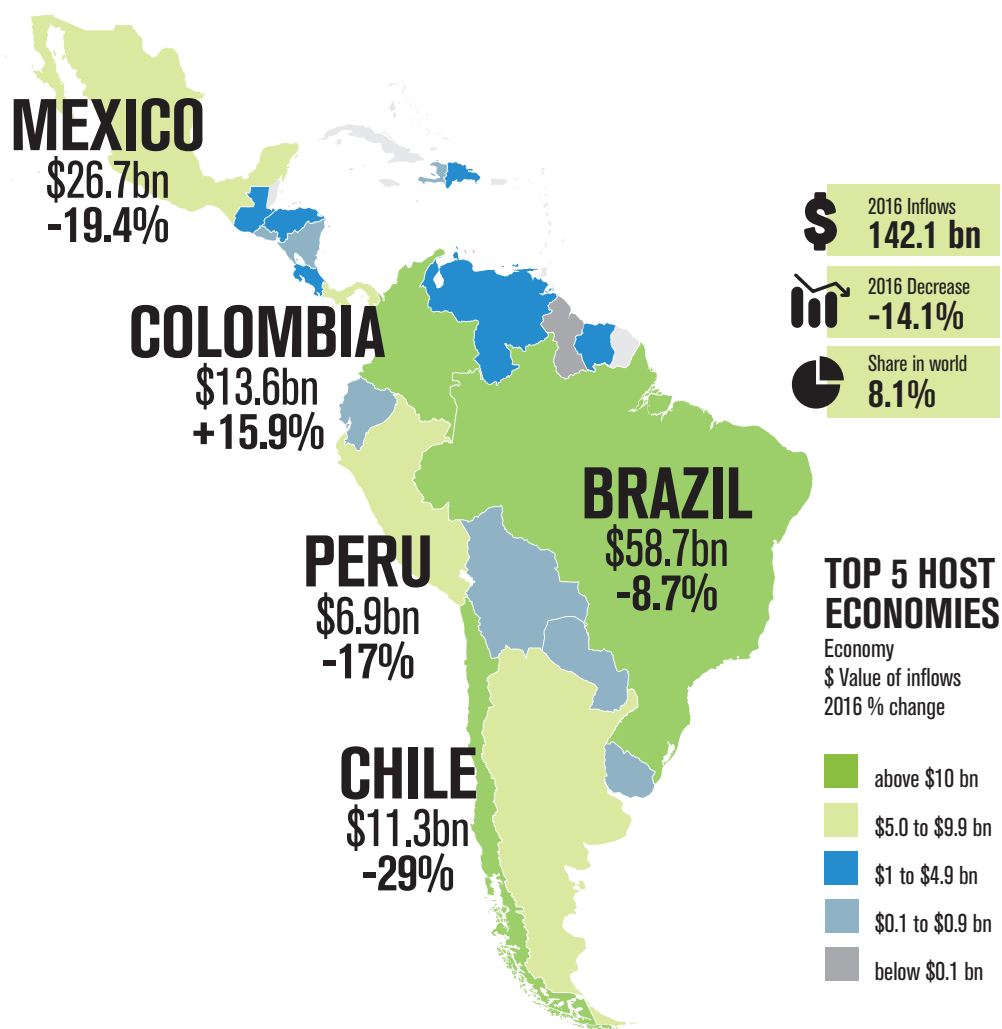 MEXICO
$26.7bn
-19.4%
COLOMBIA
$13.6bn
+15.9%
PERU
$6.9bn
-17%
CHILE
$11.3bn
-29%
BRAZIL
$58.7bn
-8.7%
$
2016 Inflows
142.1 bn
2016 Decrease
-14.1%
Share in world
8.1%
TOP 5 HOST
ECONOMIES
Economy
$ Value of inflows
2016 % change
above $10 bn
$5.0 to $9.9 bn
$1 to $4.9 bn
$0.1 to $0.9 bn
below $0.1 bn